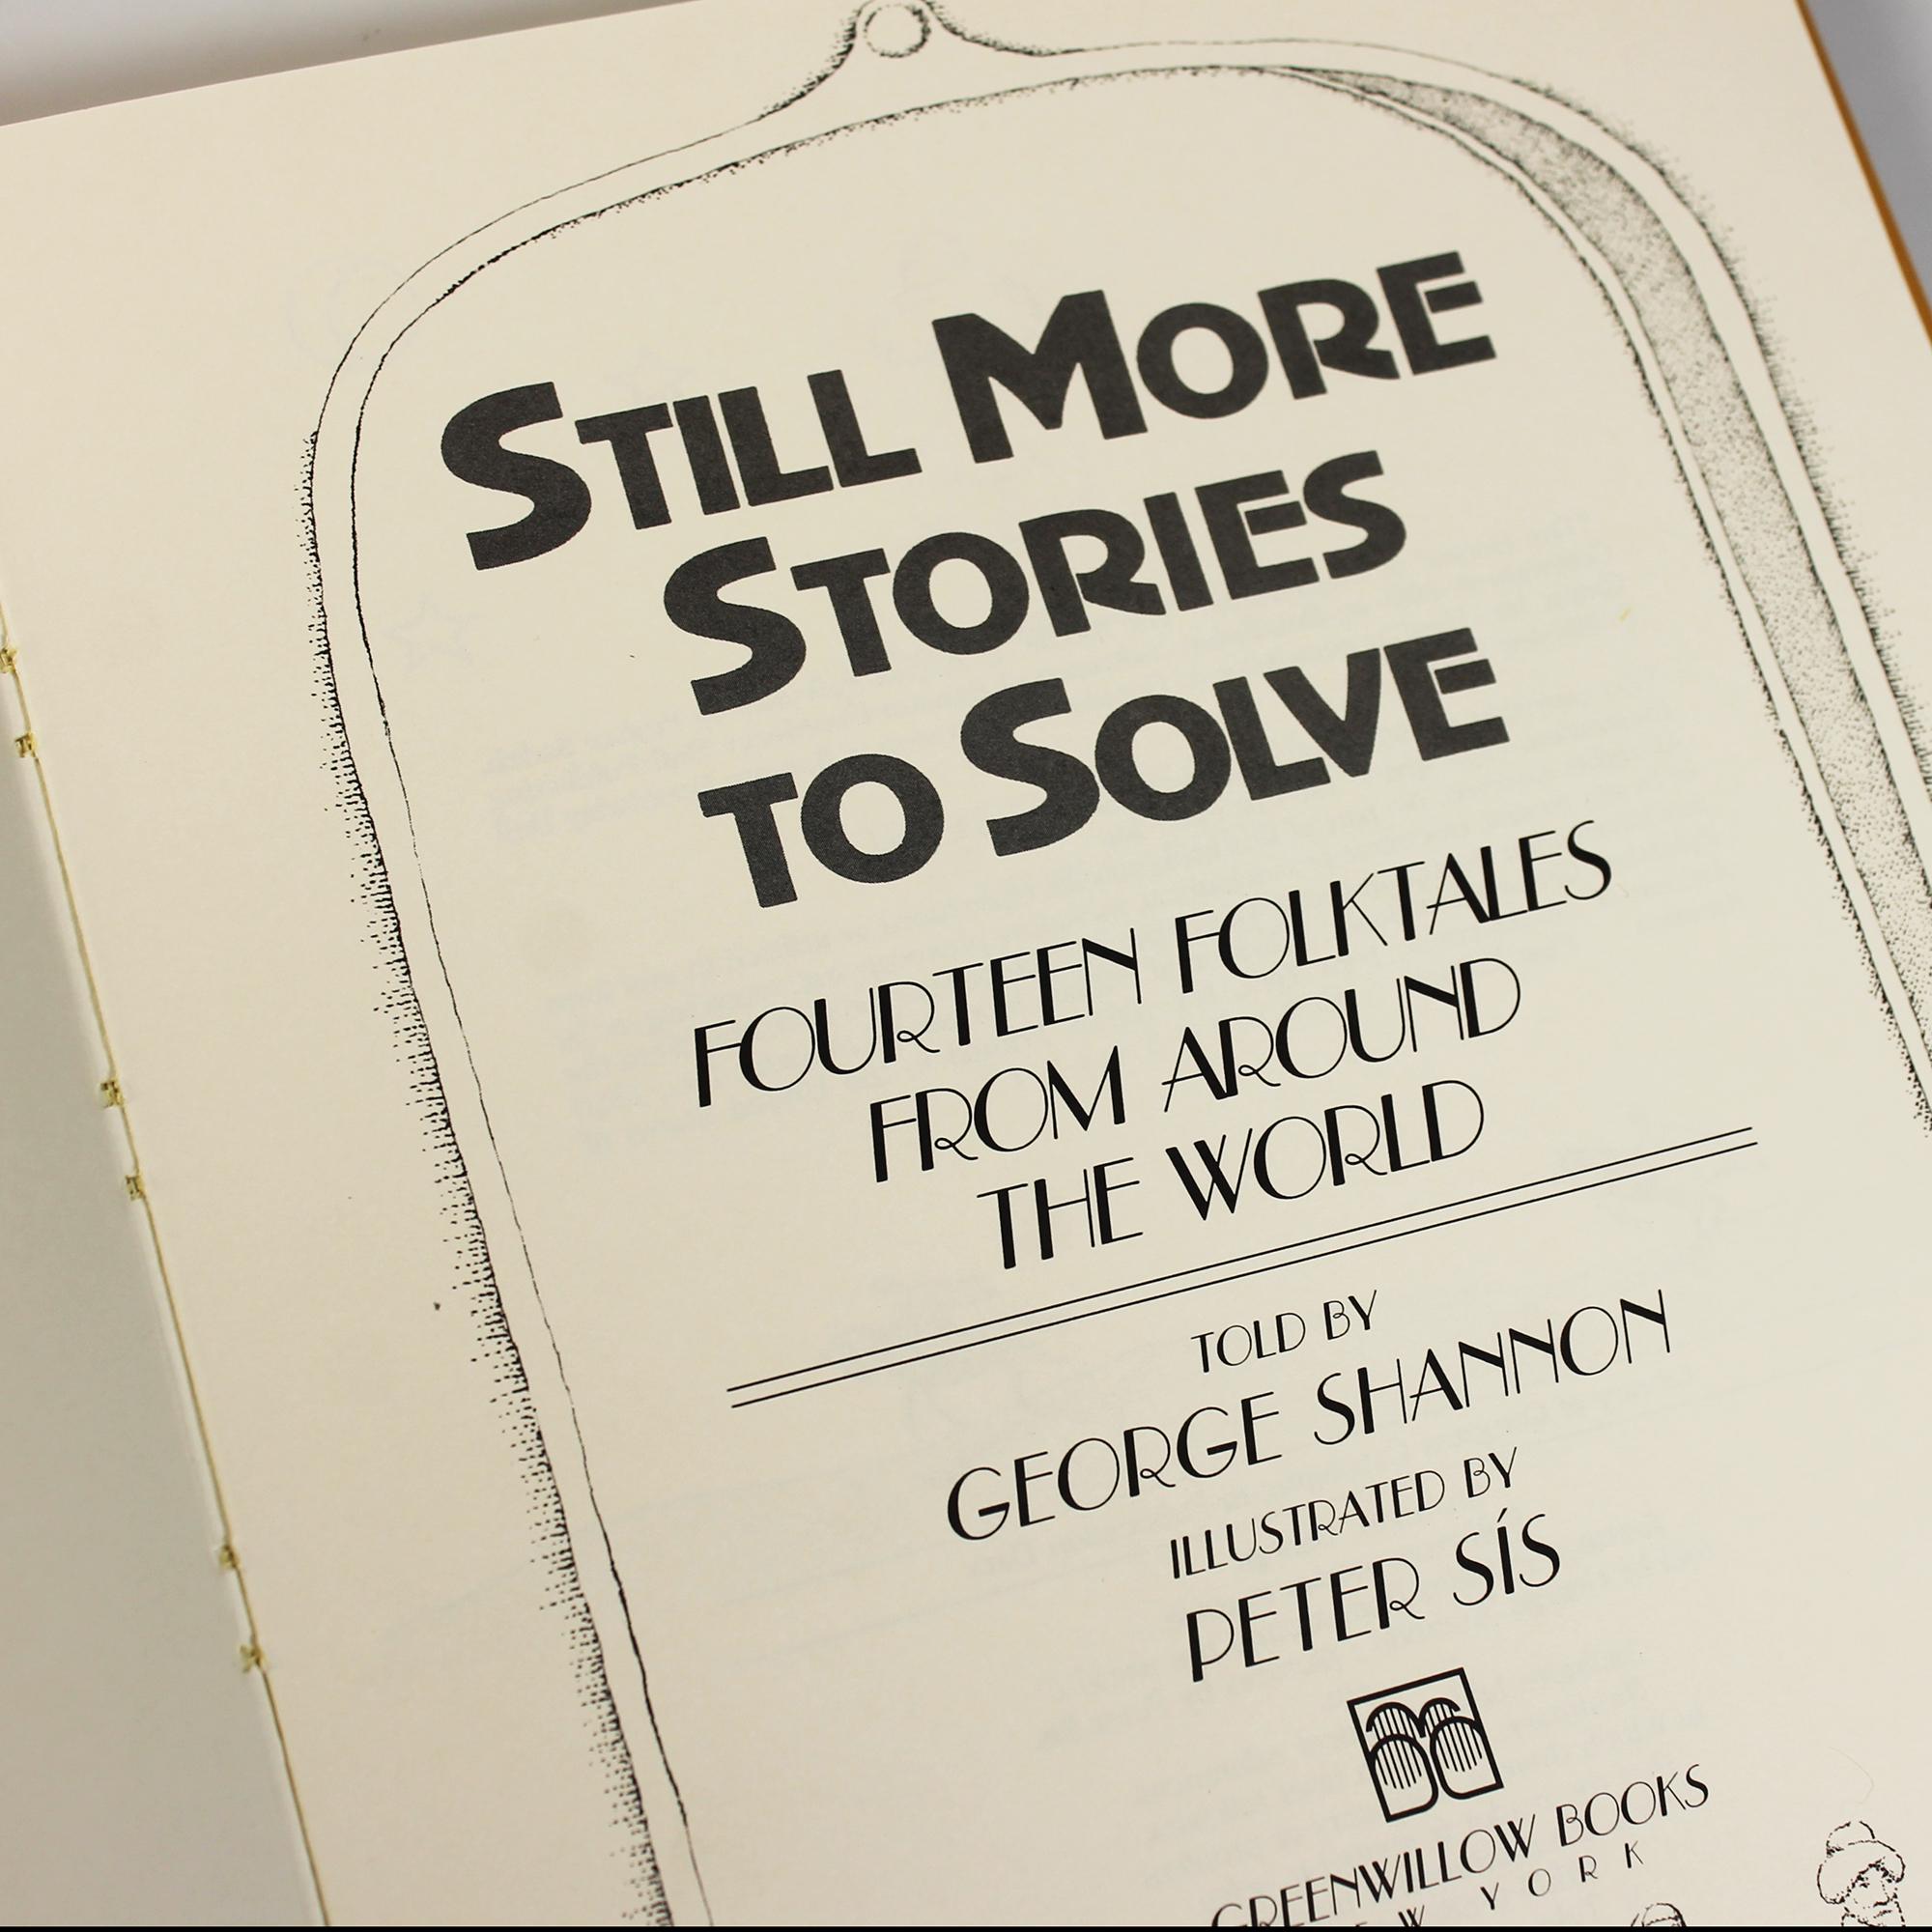 STILL MORE
STORIES
TO SOLVE
FOURTEEN FOLKTALES
FROM AROUND
THE WORLD
TOLD BY
GEORGE SHANNON
ILLUSTRATED BY
PETER SÍS
GREENWILLOW BOOKS
YORK